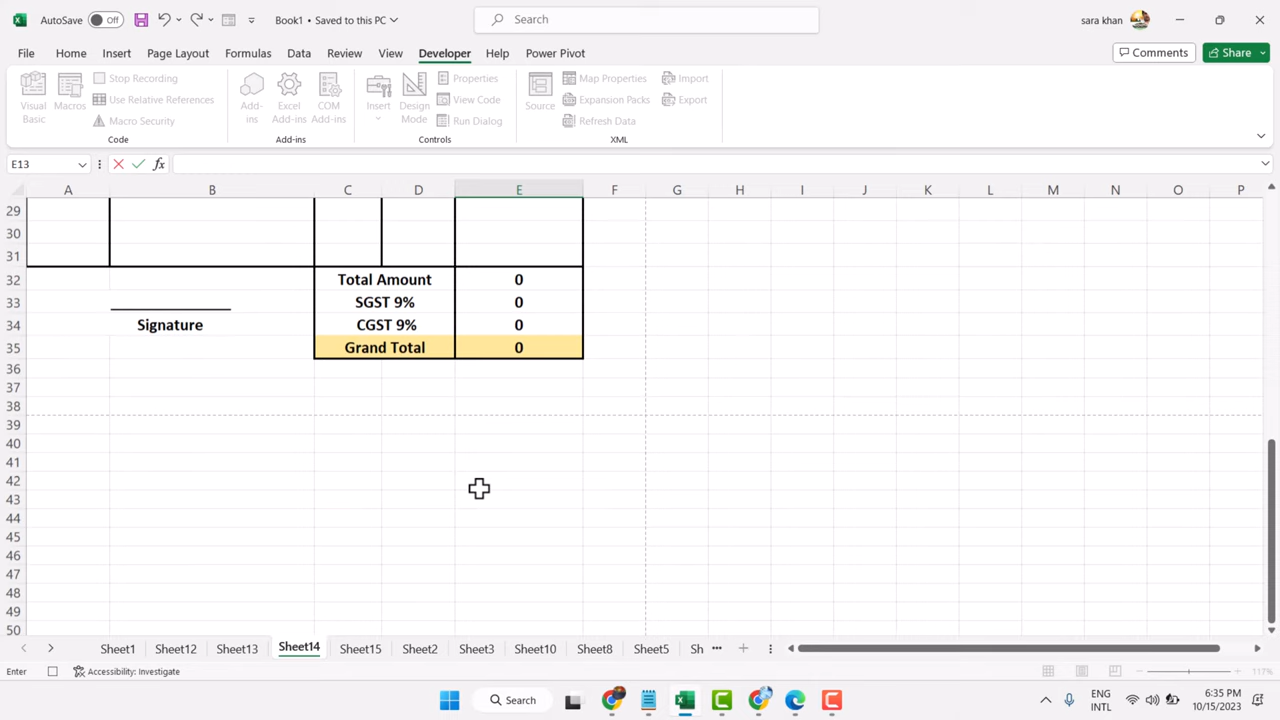 AutoSave Off Book1 • Saved to this PC Search sara khan
File Home Insert Page Layout Formulas Data Review View Developer Help Power Pivot Comments Share
Visual Basic Macros Stop Recording Use Relative References Macro Security
Add-ins Excel Add-ins COM Add-ins
Insert Design Mode Properties View Code Run Dialog
Source Map Properties Expansion Packs Refresh Data Import Export
Code Add-ins Controls XML
E13 fx
A B C D E F G H I J K L M N O P
29
30
31
32 Total Amount 0
33 SGST 9% 0
34 Signature CGST 9% 0
35 Grand Total 0
36
37
38
39
40
41
42
43
44
45
46
47
48
49
50
Sheet1 Sheet12 Sheet13 Sheet14 Sheet15 Sheet2 Sheet3 Sheet10 Sheet8 Sheet5 Sh ...
Enter Accessibility: Investigate 117%
Search ENG INTL 6:35 PM 10/15/2023